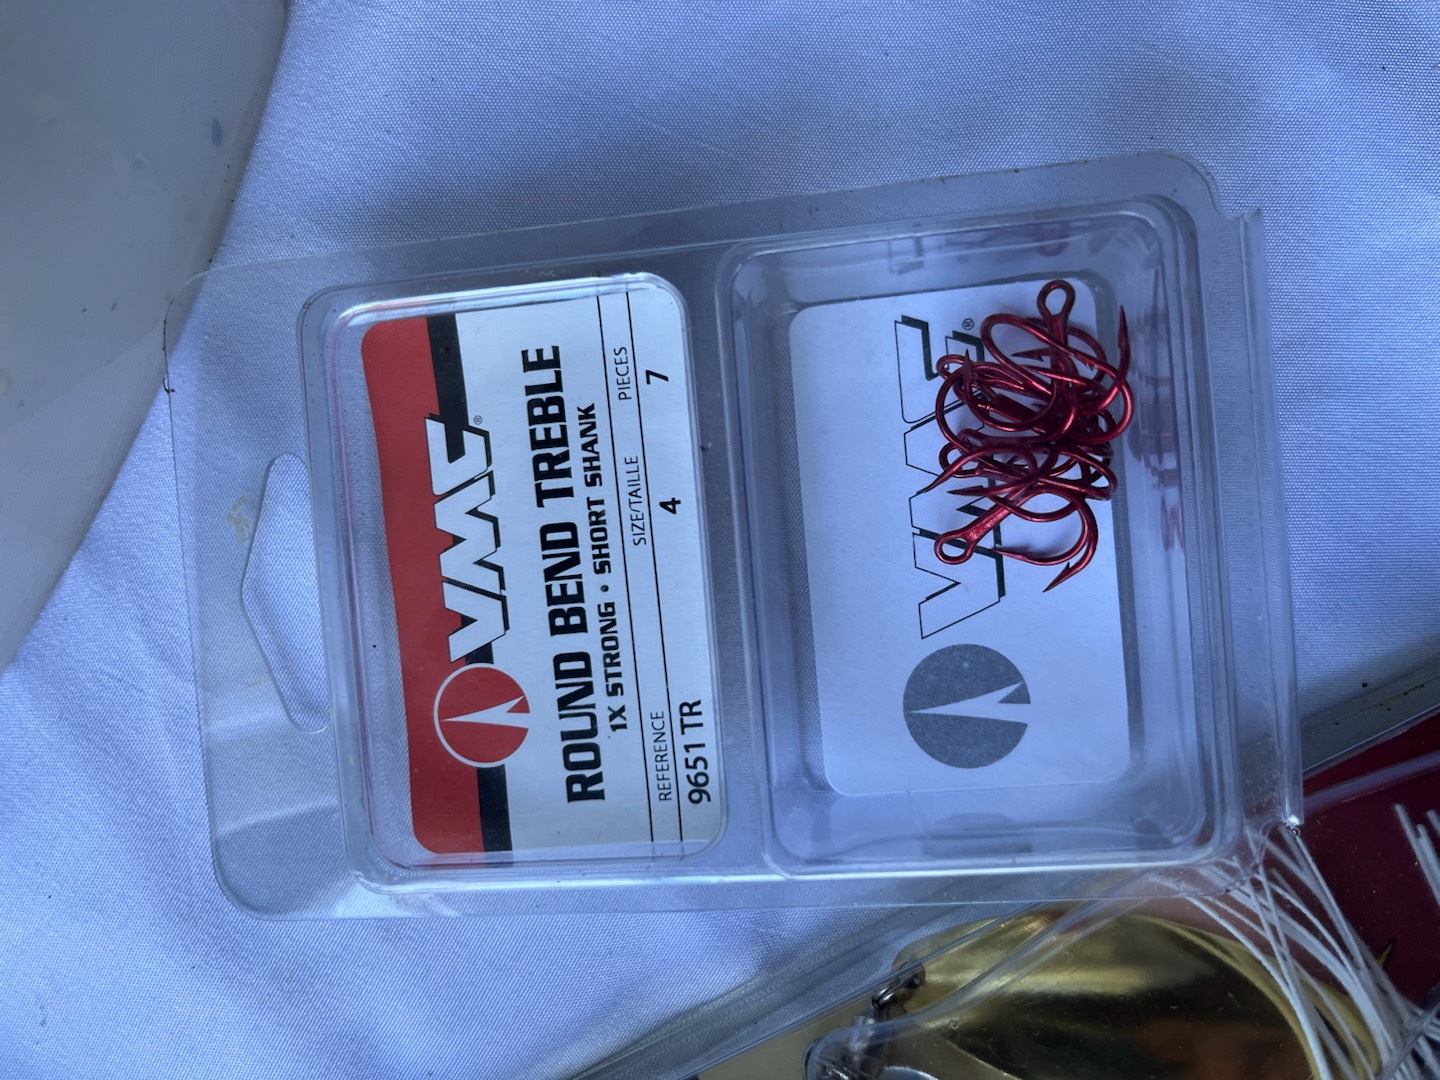 VMC®
ROUND BEND TREBLE
1X STRONG • SHORT SHANK
REFERENCE SIZE/TAILLE PIECES
9651 TR 4 7
VMC®